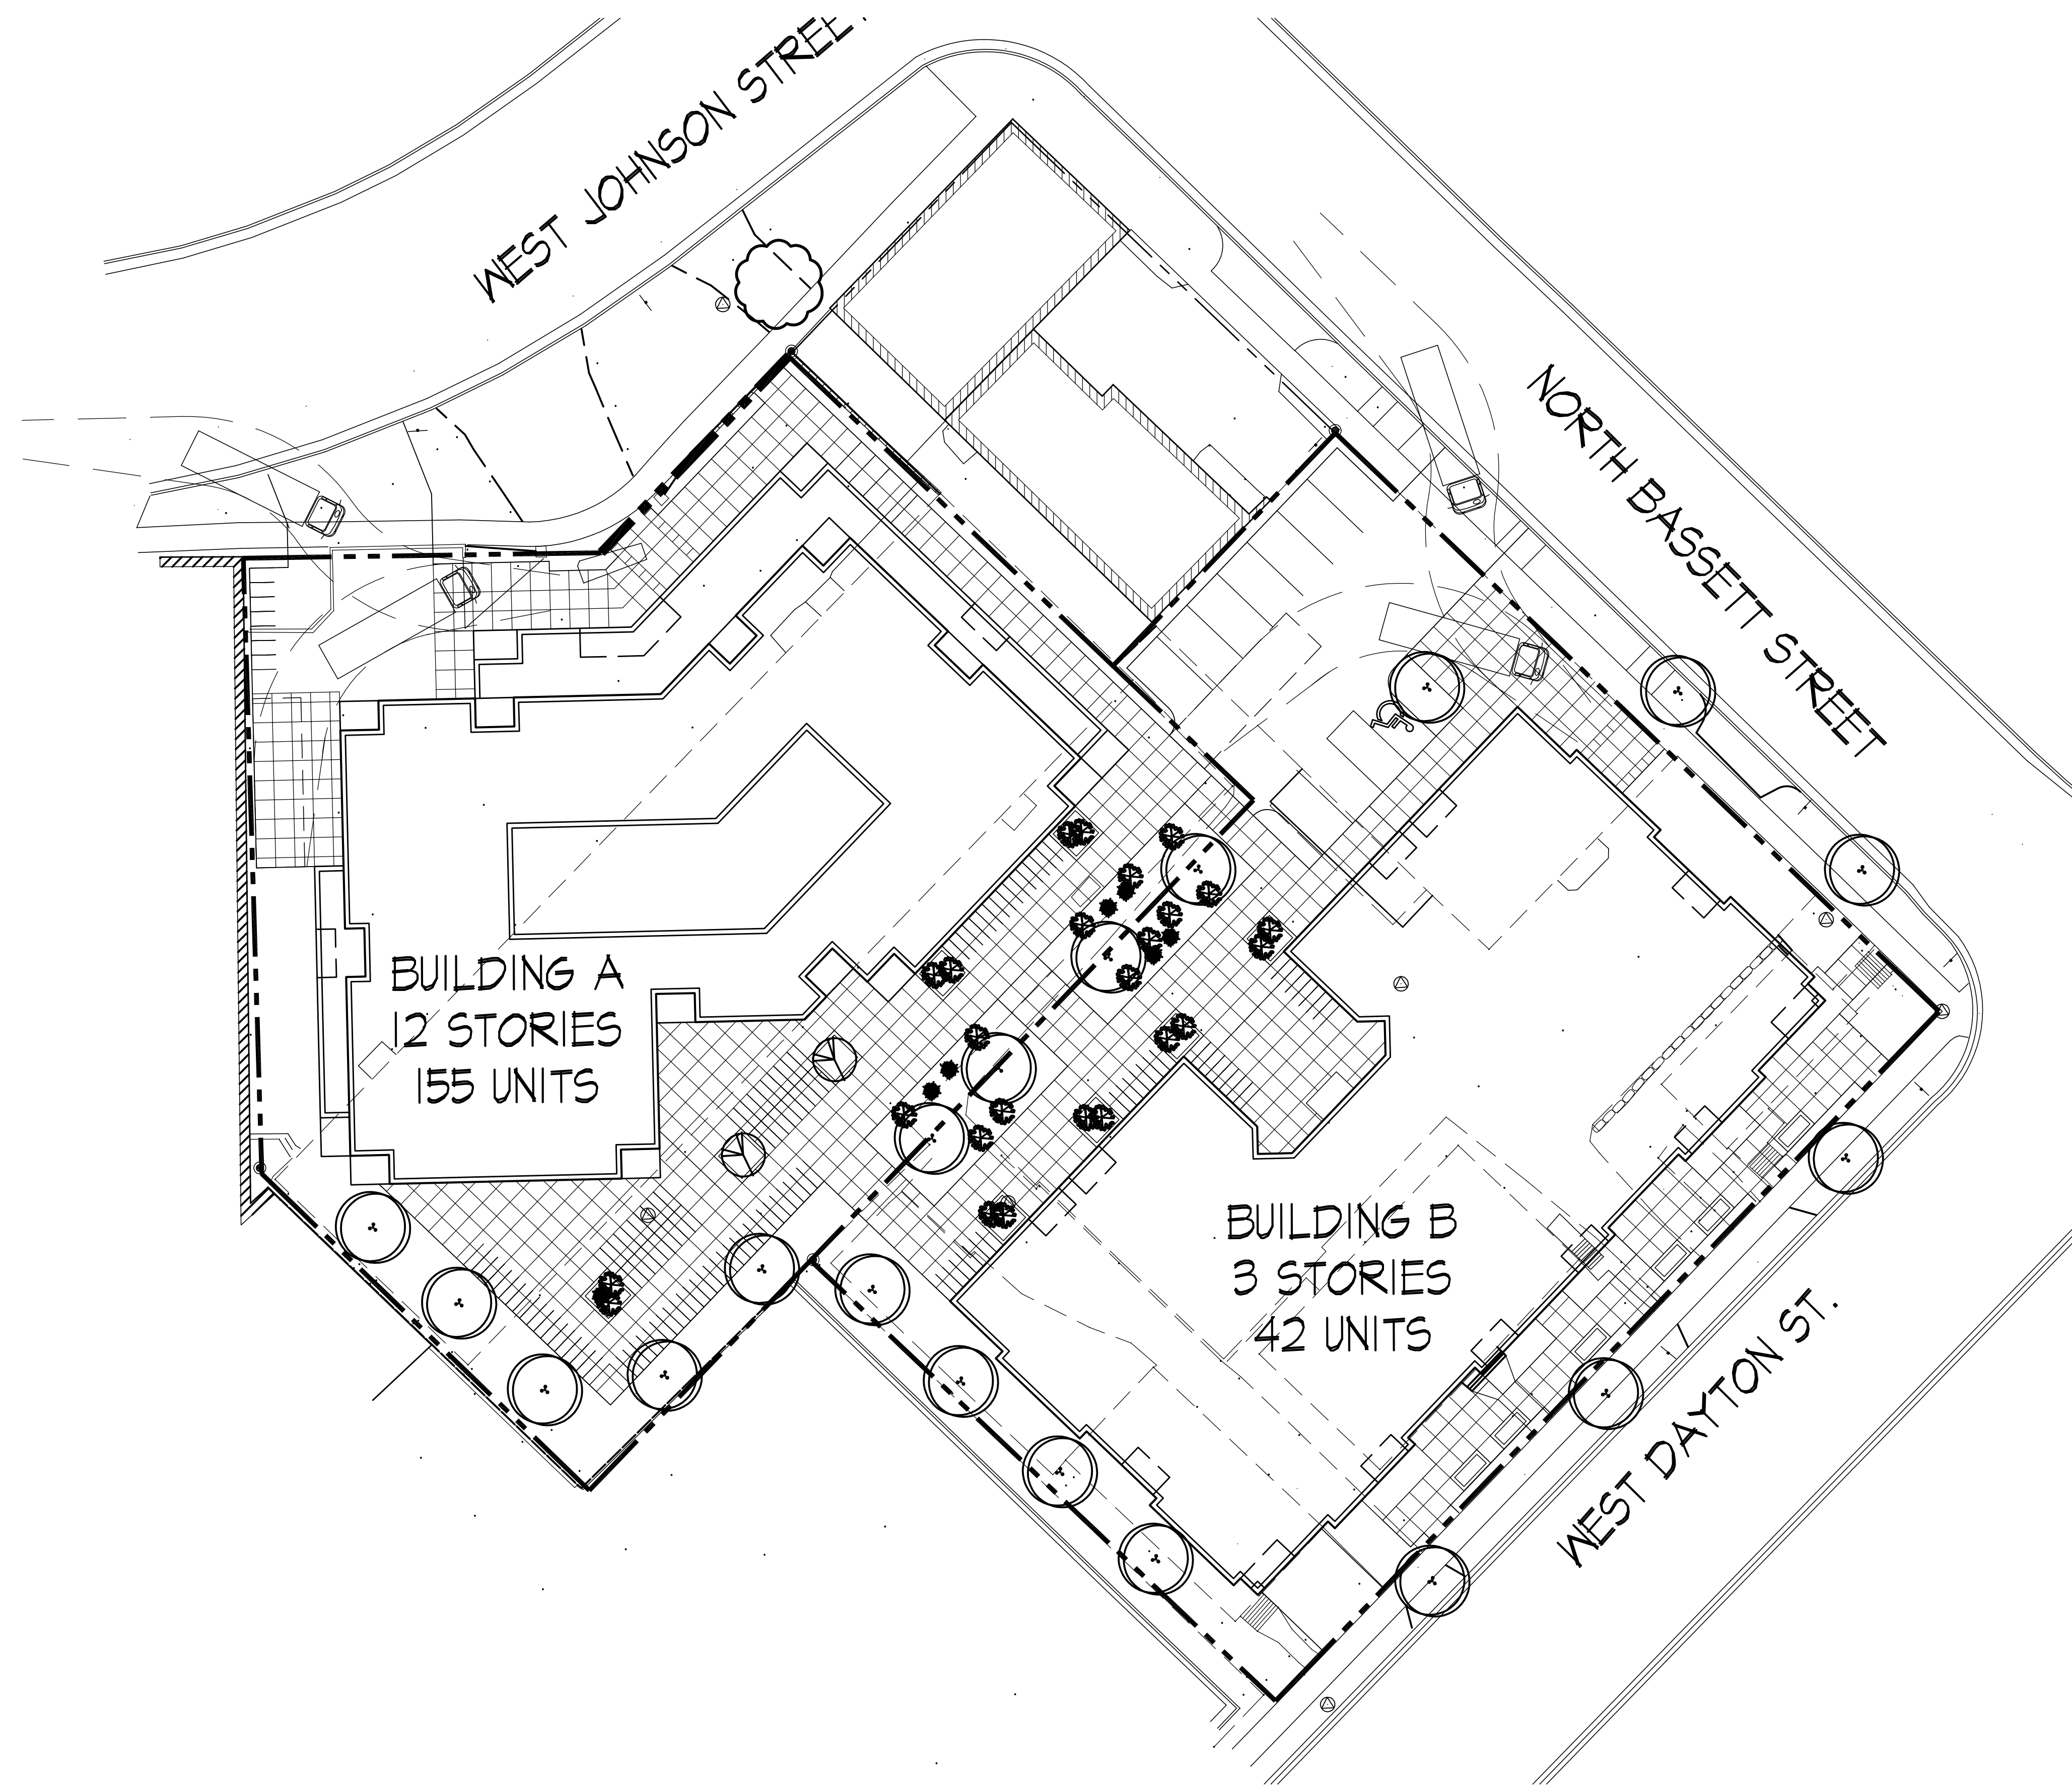 WEST JOHNSON STREET
NORTH BASSETT STREET
BUILDING A
12 STORIES
155 UNITS
BUILDING B
3 STORIES
42 UNITS
WEST DAYTON ST.